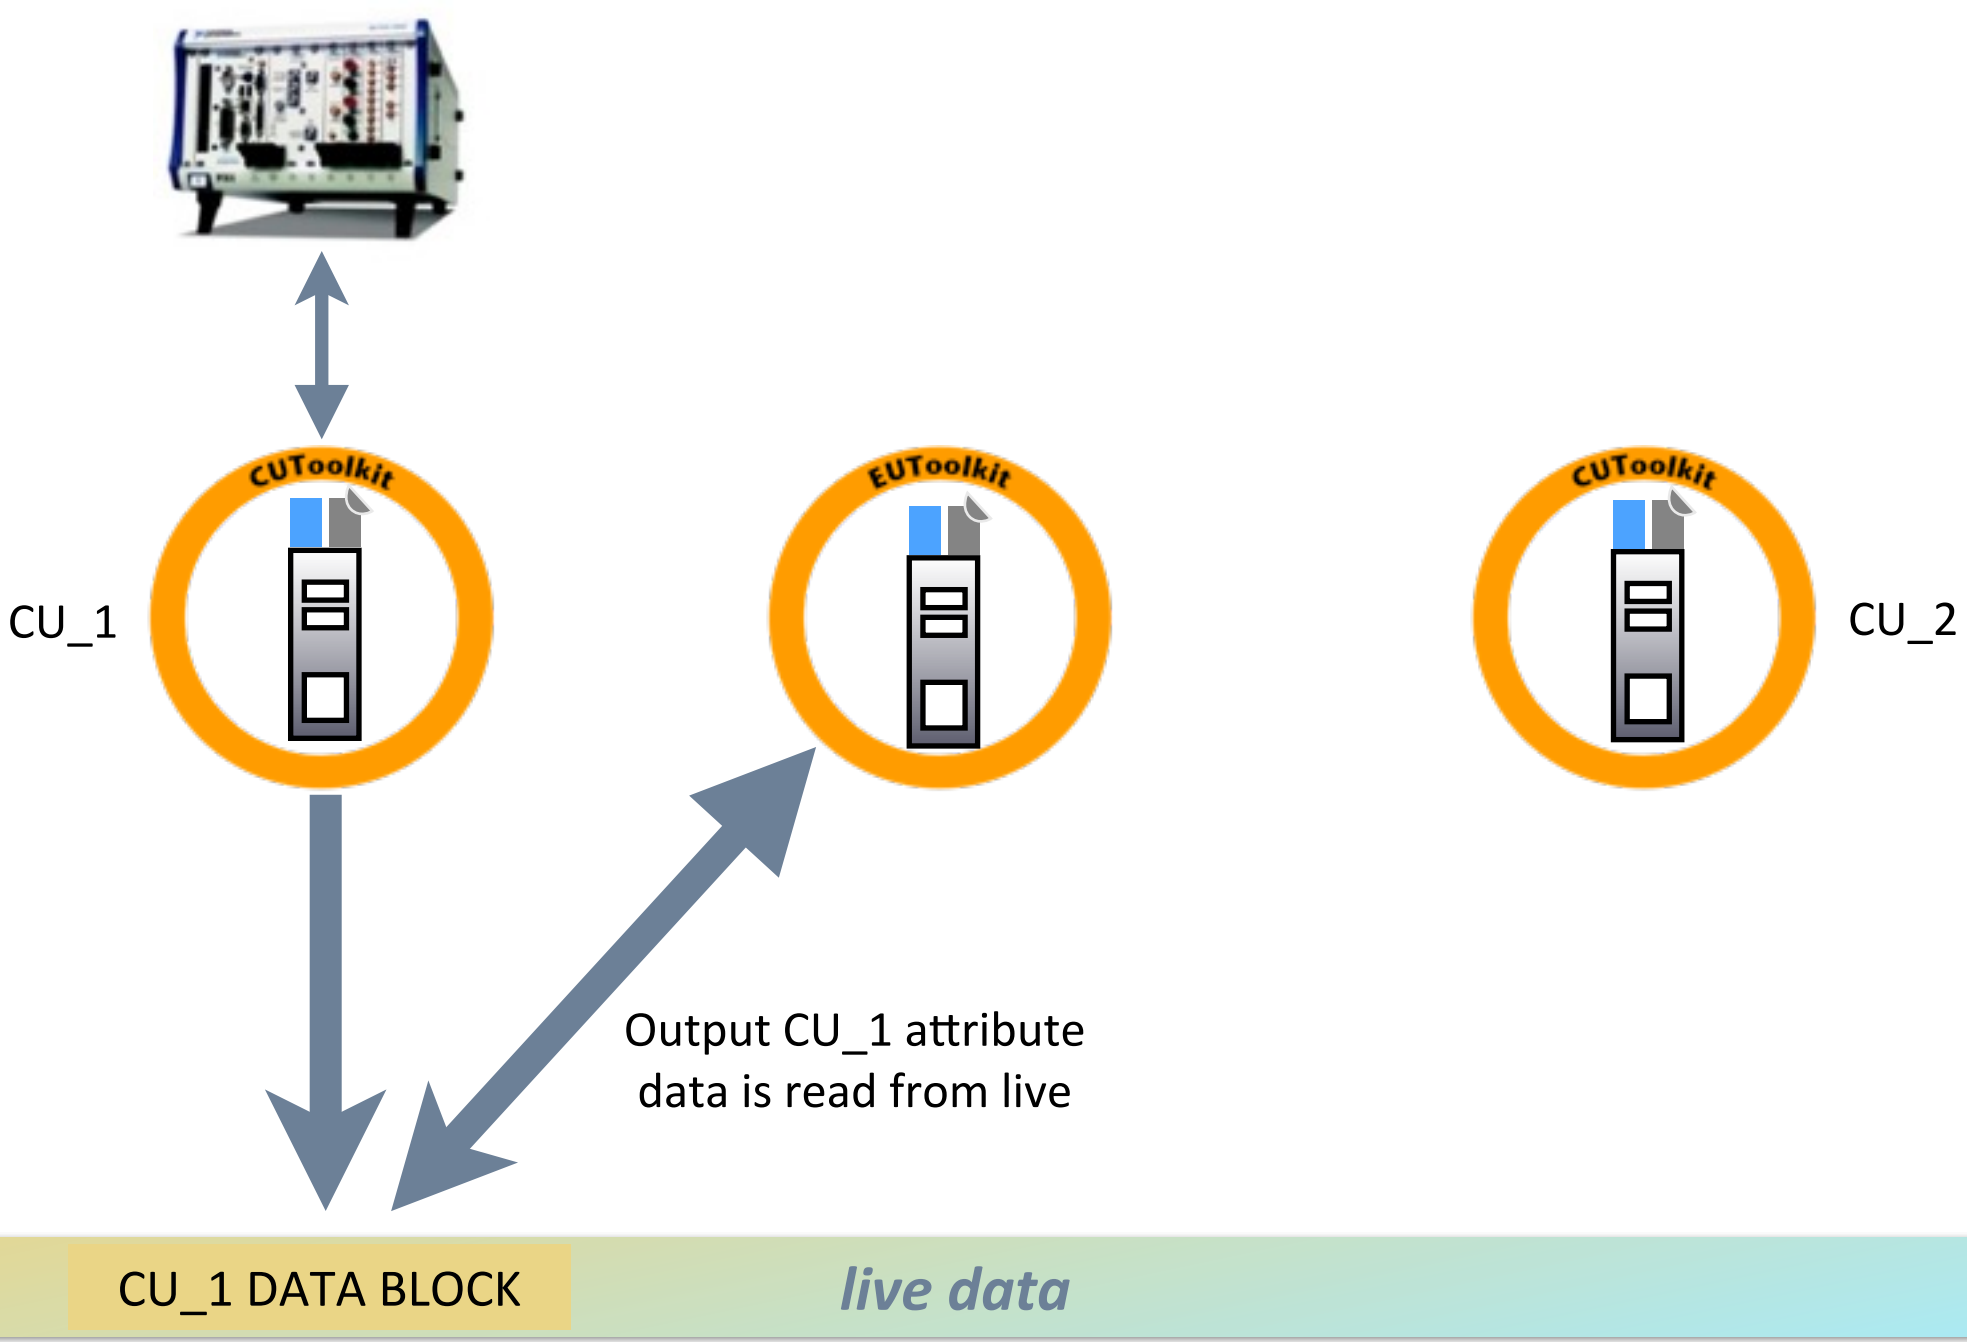 CUToolkit
EUToolkit
CUToolkit
CU_1
CU_2
Output CU_1 attribute
data is read from live
CU_1 DATA BLOCK
live data